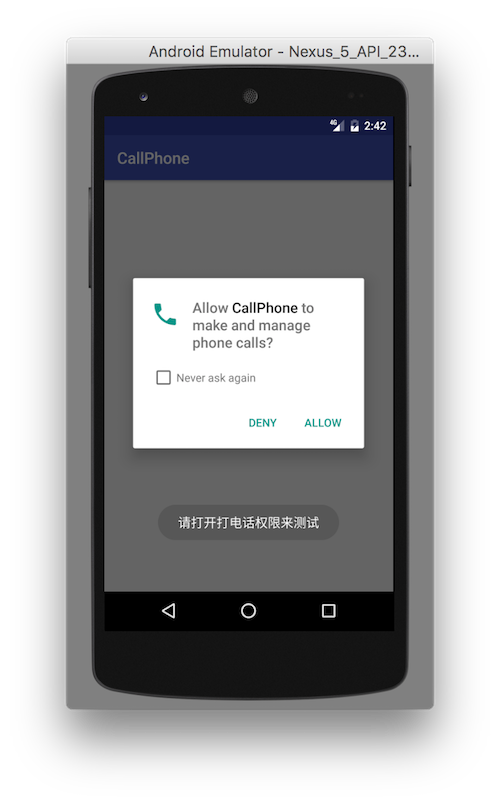 Android Emulator - Nexus_5_API_23...
4G 2:42
CallPhone
Allow CallPhone to
make and manage
phone calls?
Never ask again
DENY ALLOW
请打开打电话权限来测试